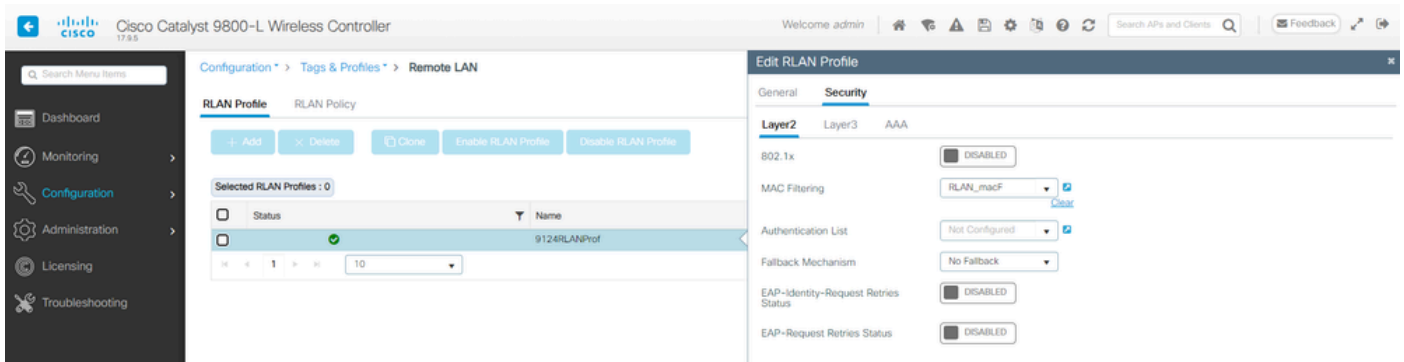 cisco
Cisco Catalyst 9800-L Wireless Controller
17.9.5
Welcome admin
Search APs and Clients
Feedback
Search Menu Items
Dashboard
Monitoring
Configuration
Administration
Licensing
Troubleshooting
Configuration > Tags & Profiles > Remote LAN
RLAN Profile RLAN Policy
+ Add × Delete Clone Enable RLAN Profile Disable RLAN Profile
Selected RLAN Profiles : 0
Status Name
9124RLANProf
1 10
Edit RLAN Profile
General Security
Layer2 Layer3 AAA
802.1x DISABLED
MAC Filtering RLAN_macF
Clear
Authentication List Not Configured
Fallback Mechanism No Fallback
EAP-Identity-Request Retries
Status DISABLED
EAP-Request Retries Status DISABLED